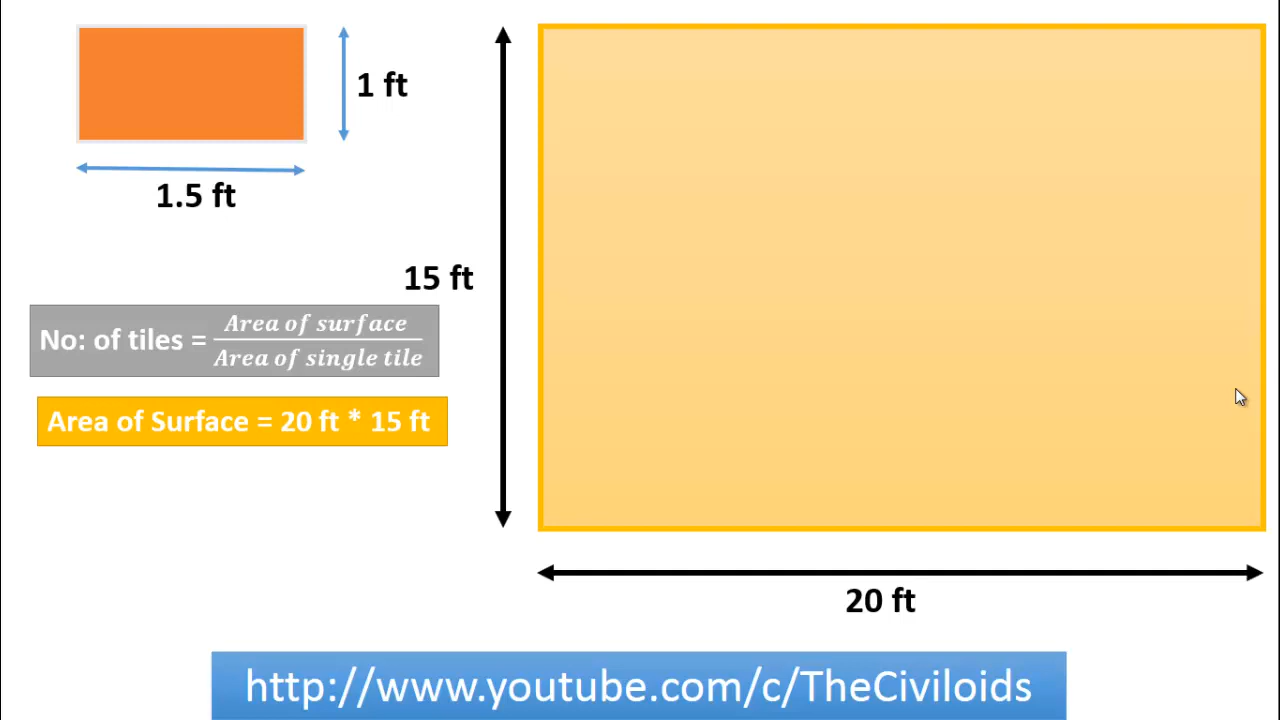 1 ft
1.5 ft
15 ft
No: of tiles = Area of surface / Area of single tile
Area of Surface = 20 ft * 15 ft
20 ft
http://www.youtube.com/c/TheCiviloids